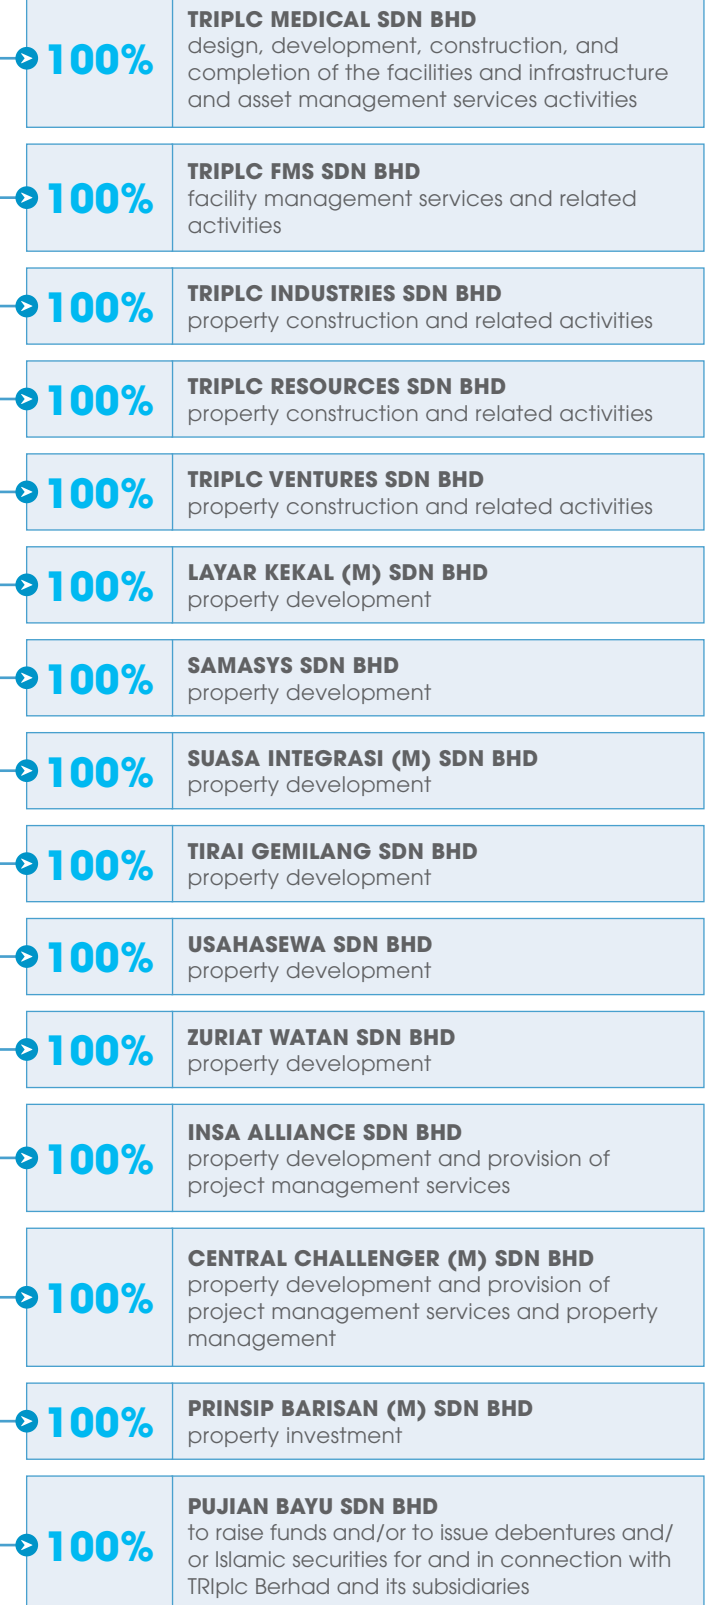 100%
TRIPLC MEDICAL SDN BHD
design, development, construction, and
completion of the facilities and infrastructure
and asset management services activities
100%
TRIPLC FMS SDN BHD
facility management services and related
activities
100%
TRIPLC INDUSTRIES SDN BHD
property construction and related activities
100%
TRIPLC RESOURCES SDN BHD
property construction and related activities
100%
TRIPLC VENTURES SDN BHD
property construction and related activities
100%
LAYAR KEKAL (M) SDN BHD
property development
100%
SAMASYS SDN BHD
property development
100%
SUASA INTEGRASI (M) SDN BHD
property development
100%
TIRAI GEMILANG SDN BHD
property development
100%
USAHASEWA SDN BHD
property development
100%
ZURIAT WATAN SDN BHD
property development
100%
INSA ALLIANCE SDN BHD
property development and provision of
project management services
100%
CENTRAL CHALLENGER (M) SDN BHD
property development and provision of
project management services and property
management
100%
PRINSIP BARISAN (M) SDN BHD
property investment
100%
PUJIAN BAYU SDN BHD
to raise funds and/or to issue debentures and/
or Islamic securities for and in connection with
TRIplc Berhad and its subsidiaries